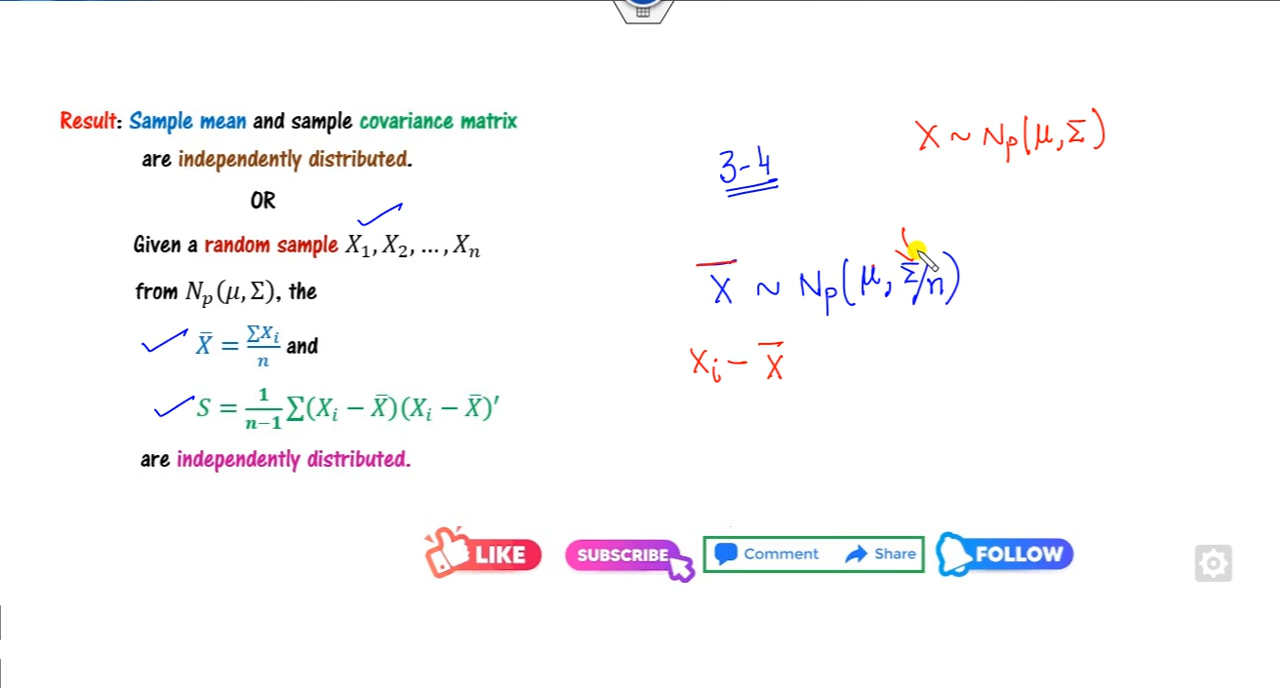 Result: Sample mean and sample covariance matrix
are independently distributed.
OR
Given a random sample X₁, X₂, …, Xₙ
from Nₚ(μ, Σ), the
X̄ = ΣXᵢ/n and
S = 1/(n−1) Σ(Xᵢ − X̄)(Xᵢ − X̄)′
are independently distributed.
X ~ Nₚ(μ, Σ)
3-4
X̄ ~ Nₚ(μ, Σ/n)
Xᵢ − X̄
LIKE
SUBSCRIBE
Comment
Share
FOLLOW